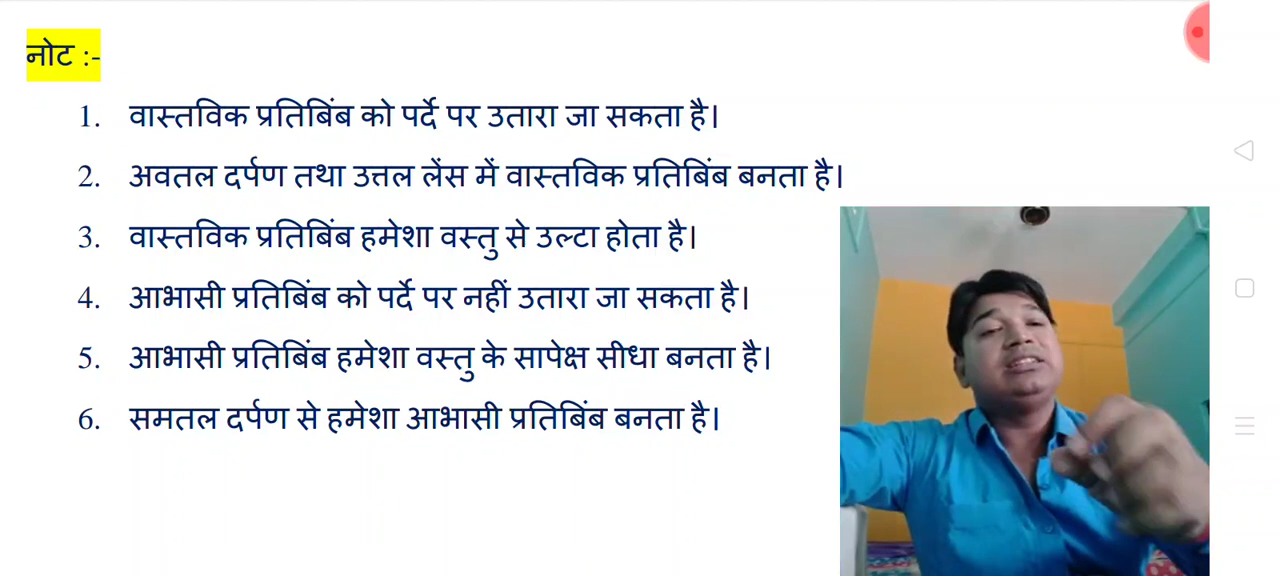 नोट :-
1. वास्तविक प्रतिबिंब को पर्दे पर उतारा जा सकता है।
2. अवतल दर्पण तथा उत्तल लेंस में वास्तविक प्रतिबिंब बनता है।
3. वास्तविक प्रतिबिंब हमेशा वस्तु से उल्टा होता है।
4. आभासी प्रतिबिंब को पर्दे पर नहीं उतारा जा सकता है।
5. आभासी प्रतिबिंब हमेशा वस्तु के सापेक्ष सीधा बनता है।
6. समतल दर्पण से हमेशा आभासी प्रतिबिंब बनता है।